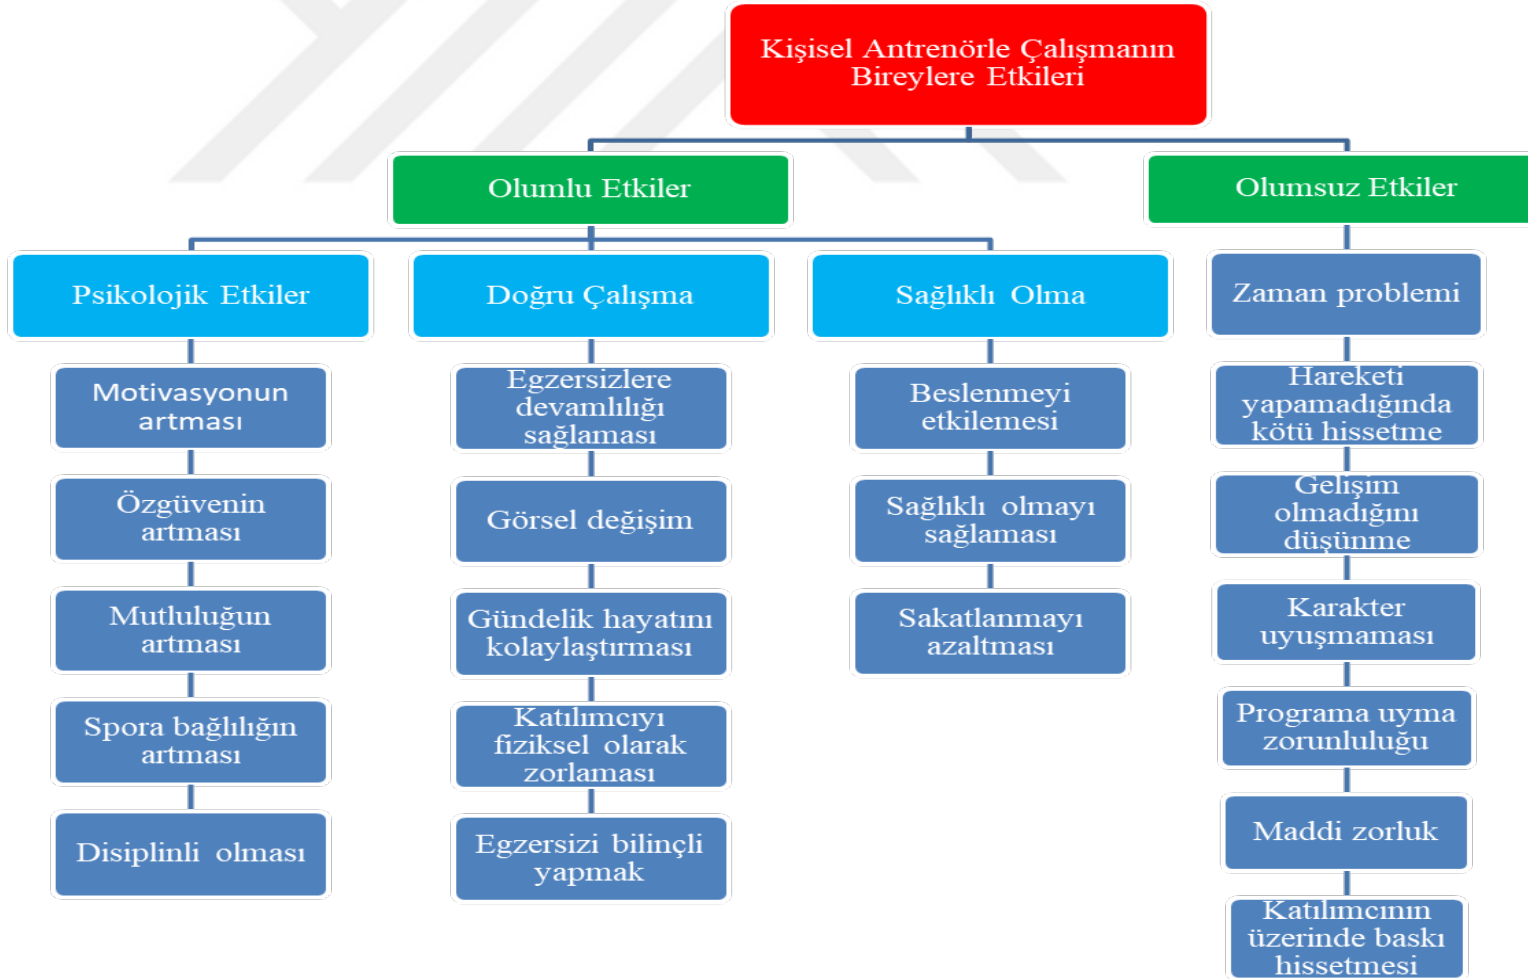 Kişisel Antrenörle Çalışmanın
Bireylere Etkileri
Olumlu Etkiler
Olumsuz Etkiler
Psikolojik Etkiler
Doğru Çalışma
Sağlıklı Olma
Zaman problemi
Motivasyonun
artması
Özgüvenin
artması
Mutluluğun
artması
Spora bağlılığın
artması
Disiplinli olması
Egzersizlere
devamlılığı
sağlaması
Görsel değişim
Gündelik hayatını
kolaylaştırması
Katılımcıyı
fiziksel olarak
zorlaması
Egzersizi bilinçli
yapmak
Beslenmeyi
etkilemesi
Sağlıklı olmayı
sağlaması
Sakatlanmayı
azaltması
Hareketi
yapamadığında
kötü hissetme
Gelişim
olmadığını
düşünme
Karakter
uyuşmaması
Programa uyma
zorunluluğu
Maddi zorluk
Katılımcının
üzerinde baskı
hissetmesi